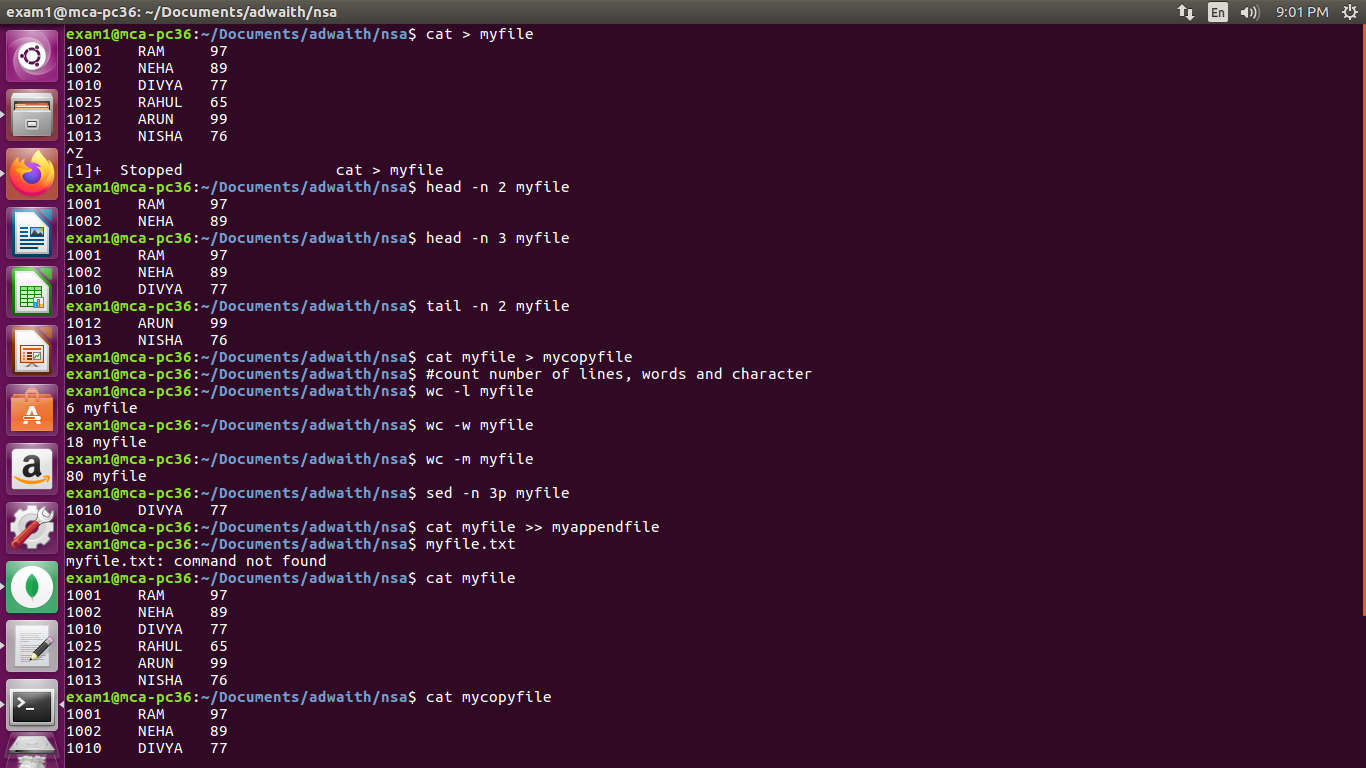 exam1@mca-pc36: ~/Documents/adwaith/nsa En 9:01 PM
exam1@mca-pc36:~/Documents/adwaith/nsa$ cat > myfile
1001 RAM 97
1002 NEHA 89
1010 DIVYA 77
1025 RAHUL 65
1012 ARUN 99
1013 NISHA 76
^Z
[1]+ Stopped cat > myfile
exam1@mca-pc36:~/Documents/adwaith/nsa$ head -n 2 myfile
1001 RAM 97
1002 NEHA 89
exam1@mca-pc36:~/Documents/adwaith/nsa$ head -n 3 myfile
1001 RAM 97
1002 NEHA 89
1010 DIVYA 77
exam1@mca-pc36:~/Documents/adwaith/nsa$ tail -n 2 myfile
1012 ARUN 99
1013 NISHA 76
exam1@mca-pc36:~/Documents/adwaith/nsa$ cat myfile > mycopyfile
exam1@mca-pc36:~/Documents/adwaith/nsa$ #count number of lines, words and character
exam1@mca-pc36:~/Documents/adwaith/nsa$ wc -l myfile
6 myfile
exam1@mca-pc36:~/Documents/adwaith/nsa$ wc -w myfile
18 myfile
exam1@mca-pc36:~/Documents/adwaith/nsa$ wc -m myfile
80 myfile
exam1@mca-pc36:~/Documents/adwaith/nsa$ sed -n 3p myfile
1010 DIVYA 77
exam1@mca-pc36:~/Documents/adwaith/nsa$ cat myfile >> myappendfile
exam1@mca-pc36:~/Documents/adwaith/nsa$ myfile.txt
myfile.txt: command not found
exam1@mca-pc36:~/Documents/adwaith/nsa$ cat myfile
1001 RAM 97
1002 NEHA 89
1010 DIVYA 77
1025 RAHUL 65
1012 ARUN 99
1013 NISHA 76
exam1@mca-pc36:~/Documents/adwaith/nsa$ cat mycopyfile
1001 RAM 97
1002 NEHA 89
1010 DIVYA 77